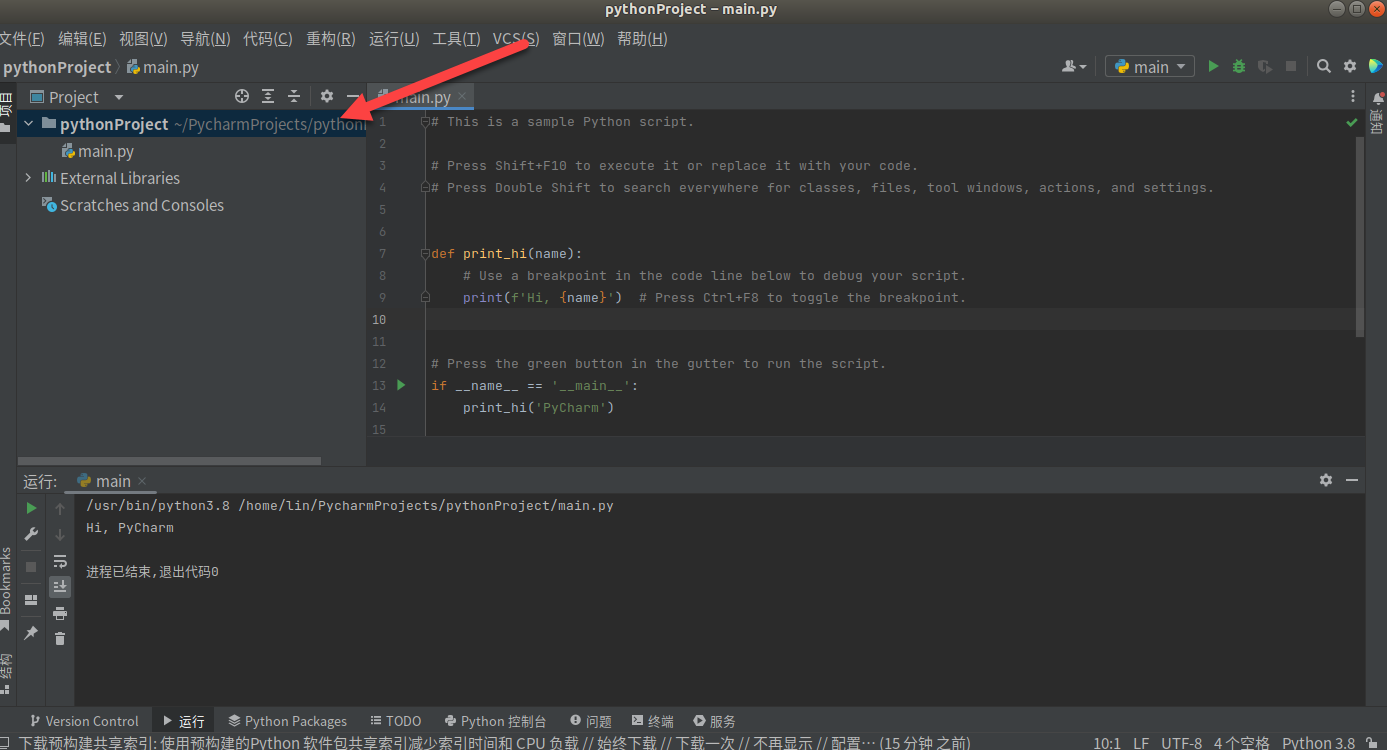 pythonProject – main.py
文件(F) 编辑(E) 视图(V) 导航(N) 代码(C) 重构(R) 运行(U) 工具(T) VCS(S) 窗口(W) 帮助(H)
pythonProject main.py
main
项目
Project
main.py
通知
pythonProject ~/PycharmProjects/python
main.py
External Libraries
Scratches and Consoles
1 # This is a sample Python script.
2
3 # Press Shift+F10 to execute it or replace it with your code.
4 # Press Double Shift to search everywhere for classes, files, tool windows, actions, and settings.
5
6
7 def print_hi(name):
8 # Use a breakpoint in the code line below to debug your script.
9 print(f'Hi, {name}') # Press Ctrl+F8 to toggle the breakpoint.
10
11
12 # Press the green button in the gutter to run the script.
13 if __name__ == '__main__':
14 print_hi('PyCharm')
15
运行: main
/usr/bin/python3.8 /home/lin/PycharmProjects/pythonProject/main.py
Hi, PyCharm
进程已结束,退出代码0
Bookmarks
结构
Version Control 运行 Python Packages TODO Python 控制台 问题 终端 服务
下载预构建共享索引: 使用预构建的Python 软件包共享索引减少索引时间和 CPU 负载 // 始终下载 // 下载一次 // 不再显示 // 配置… (15 分钟 之前) 10:1 LF UTF-8 4 个空格 Python 3.8